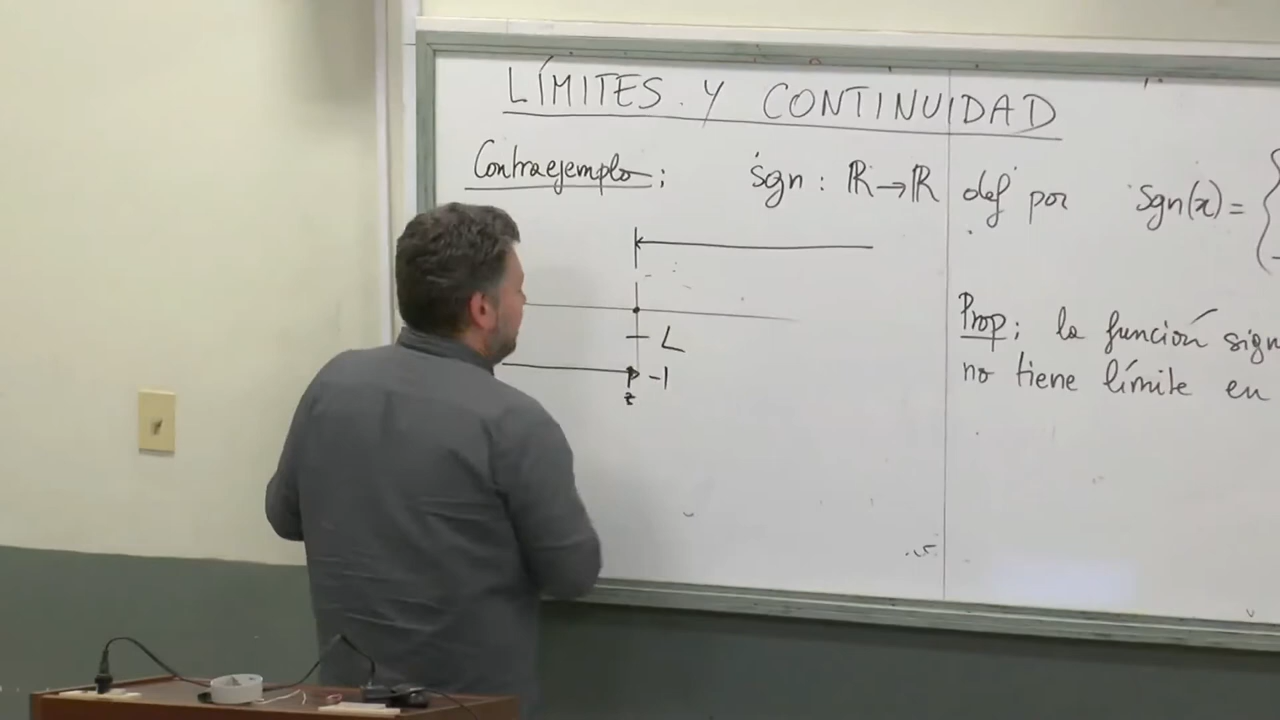 LÍMITES Y CONTINUIDAD
Contraejemplo: sgn : ℝ → ℝ def por sgn(x) = {
L
-1
Prop: la función sign
no tiene límite en